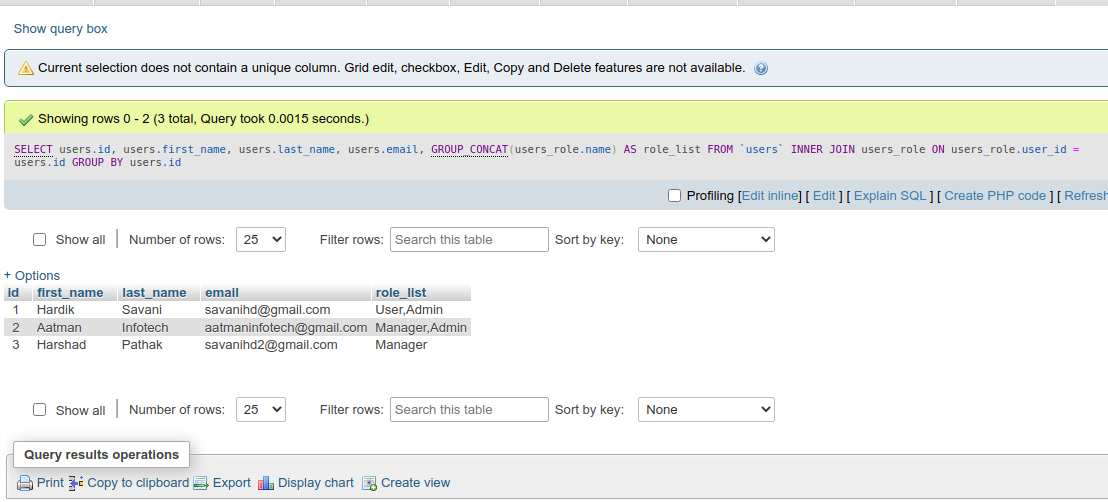 Show query box
Current selection does not contain a unique column. Grid edit, checkbox, Edit, Copy and Delete features are not available.
Showing rows 0 - 2 (3 total, Query took 0.0015 seconds.)
SELECT users.id, users.first_name, users.last_name, users.email, GROUP_CONCAT(users_role.name) AS role_list FROM `users` INNER JOIN users_role ON users_role.user_id =
users.id GROUP BY users.id
Profiling [Edit inline] [ Edit ] [ Explain SQL ] [ Create PHP code ] [ Refresh
Show all Number of rows: 25 Filter rows: Search this table Sort by key: None
+ Options
id first_name last_name email role_list
1 Hardik Savani savanihd@gmail.com User,Admin
2 Aatman Infotech aatmaninfotech@gmail.com Manager,Admin
3 Harshad Pathak savanihd2@gmail.com Manager
Show all Number of rows: 25 Filter rows: Search this table Sort by key: None
Query results operations
Print Copy to clipboard Export Display chart Create view